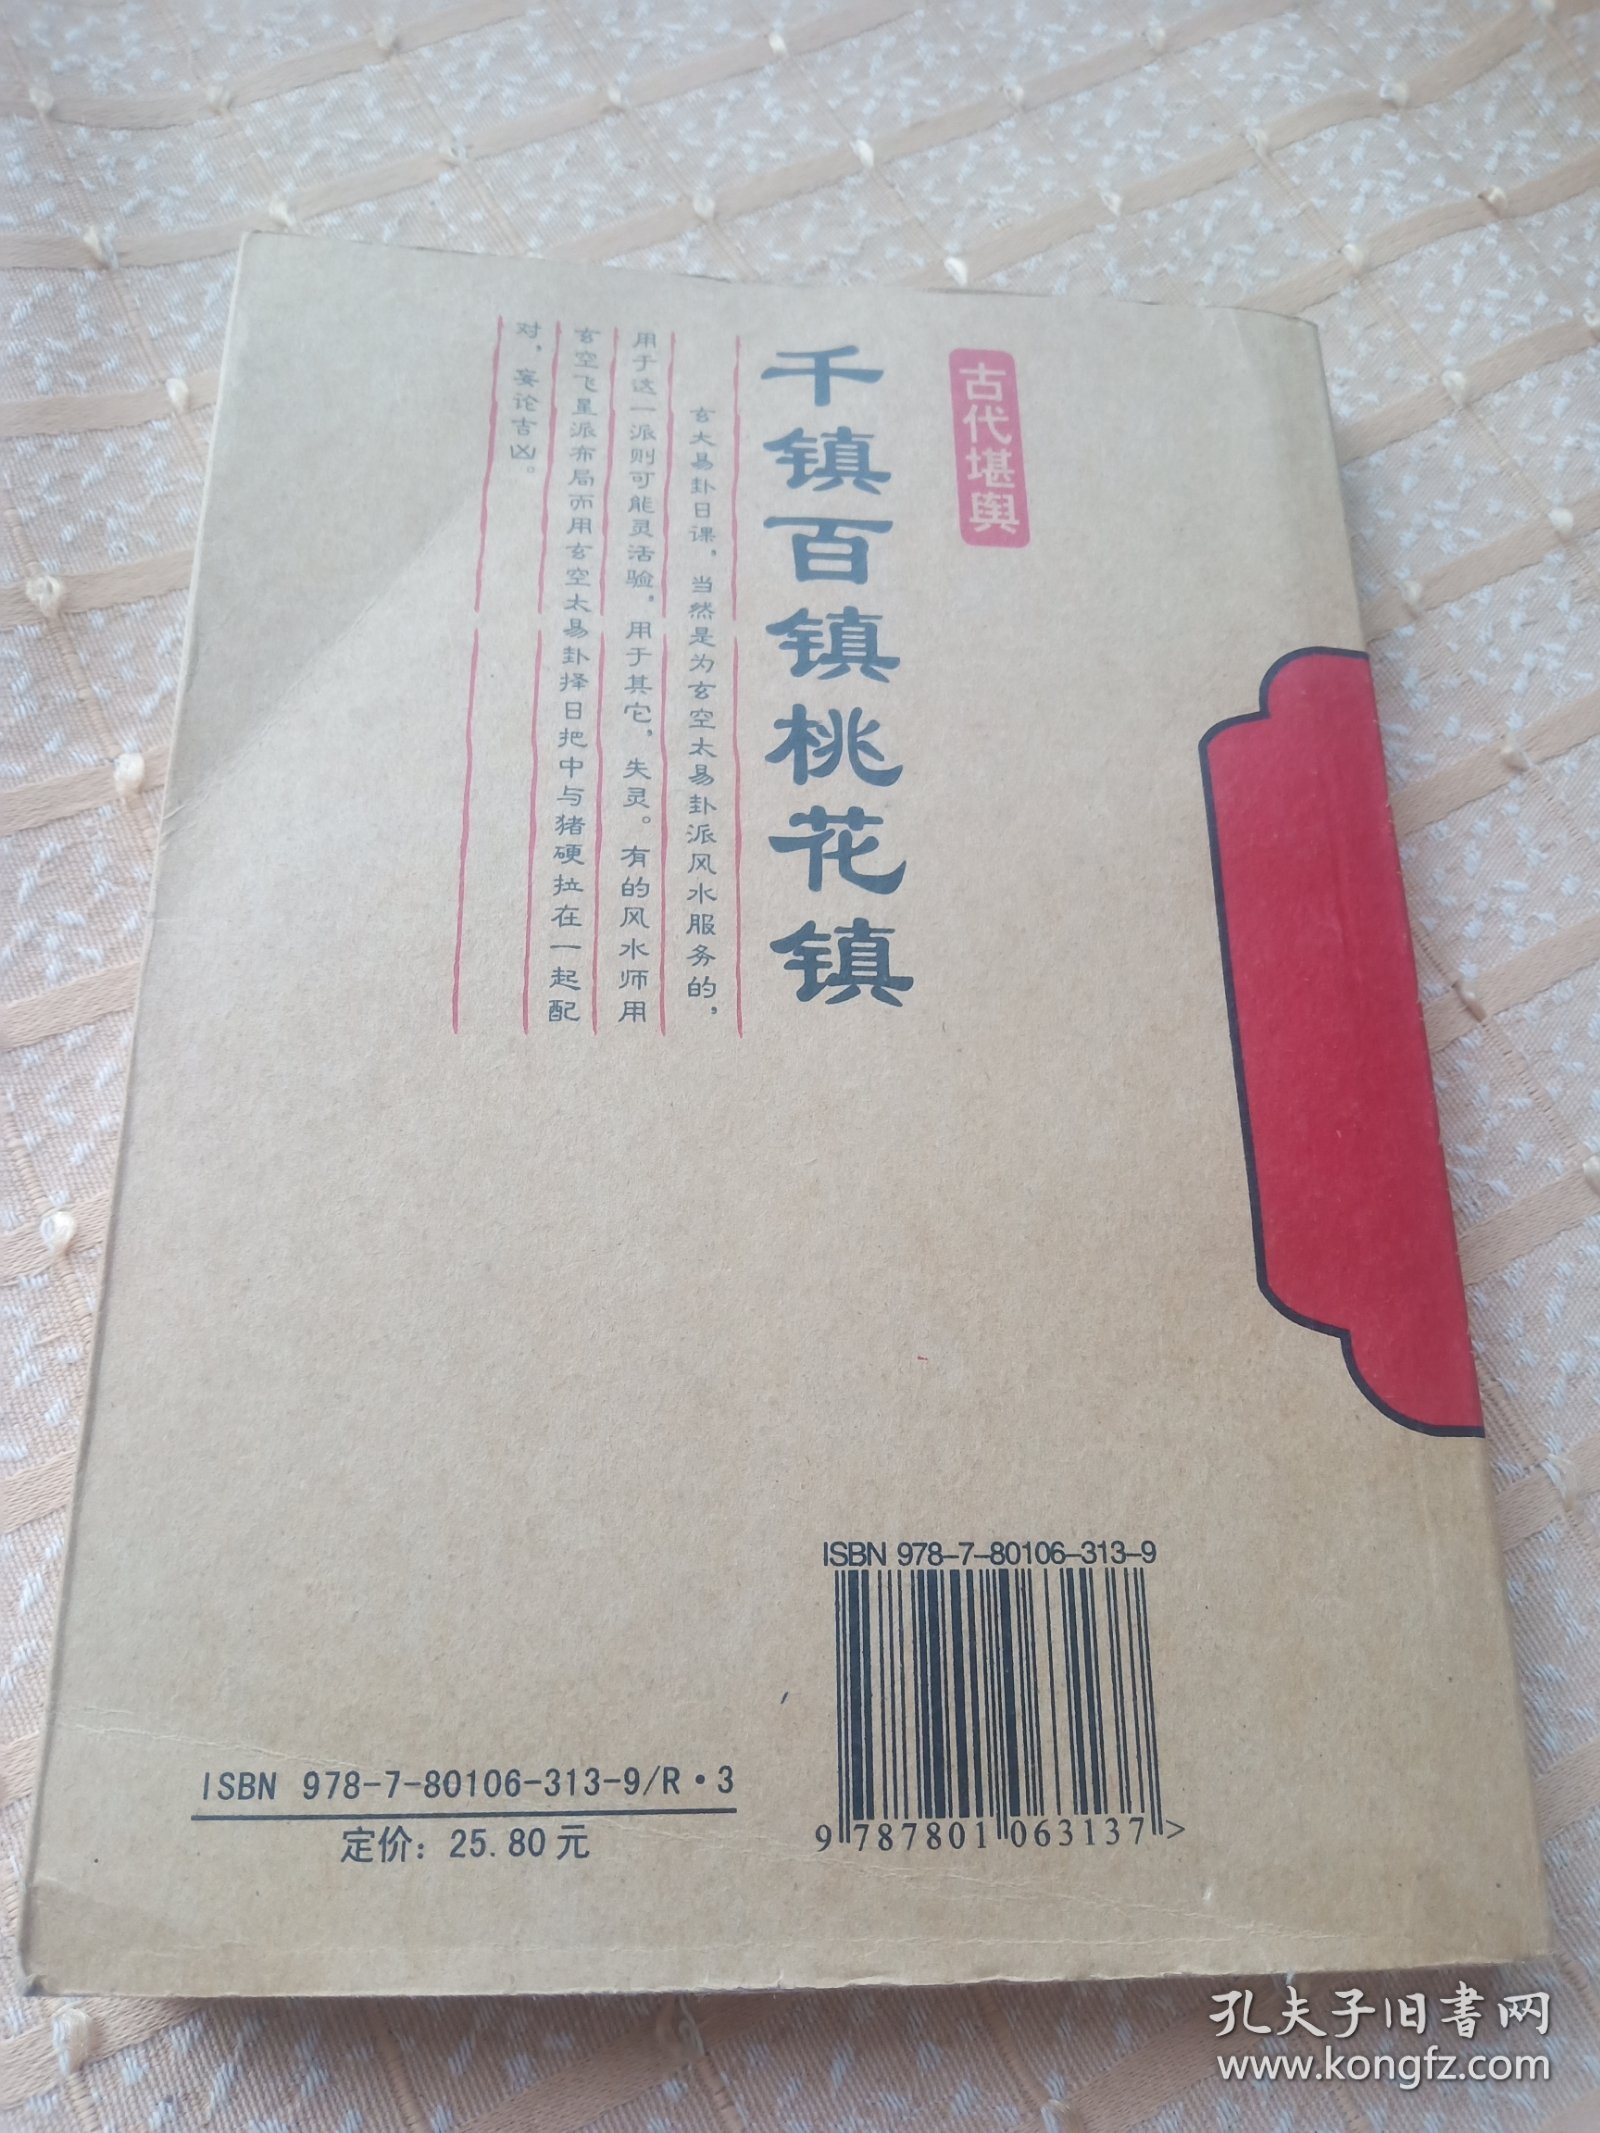 古代堪舆
千镇百镇桃花镇
玄大易卦日课，当然是为玄空太易卦派风水服务的，
用于这一派则可能灵活验，用于其它，失灵。有的风水师用
玄空飞星派布局而用玄空太易卦择日把中与猪硬拉在一起配
对，妄论吉凶。
ISBN 978-7-80106-313-9
9 787801 063137 >
ISBN 978-7-80106-313-9/R·3
定价：25.80元
孔夫子旧书网
www.kongfz.com